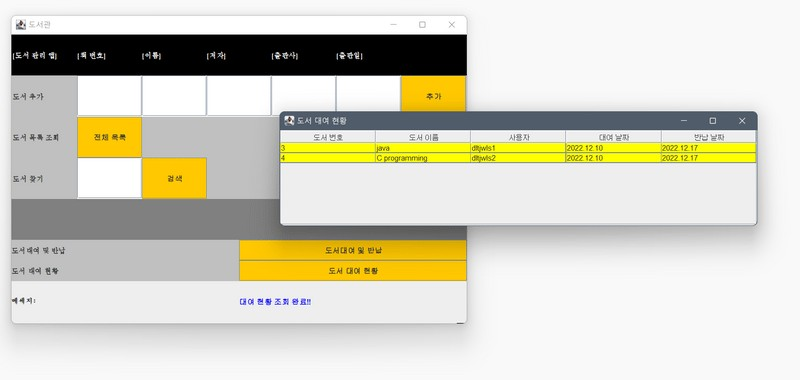 도서관
[도서 관리 앱] [책 번호] [이름] [저자] [출판사] [출판일]
도서 추가 추가
도서 목록 조회 전체 목록
도서 찾기 검색
도서대여 및 반납 도서대여 및 반납
도서 대여 현황 도서 대여 현황
메세지: 대여 현황 조회 완료!!
도서 대여 현황
도서 번호 도서 이름 사용자 대여 날짜 반납 날짜
3 java dltjwls1 2022.12.10 2022.12.17
4 C programming dltjwls2 2022.12.10 2022.12.17